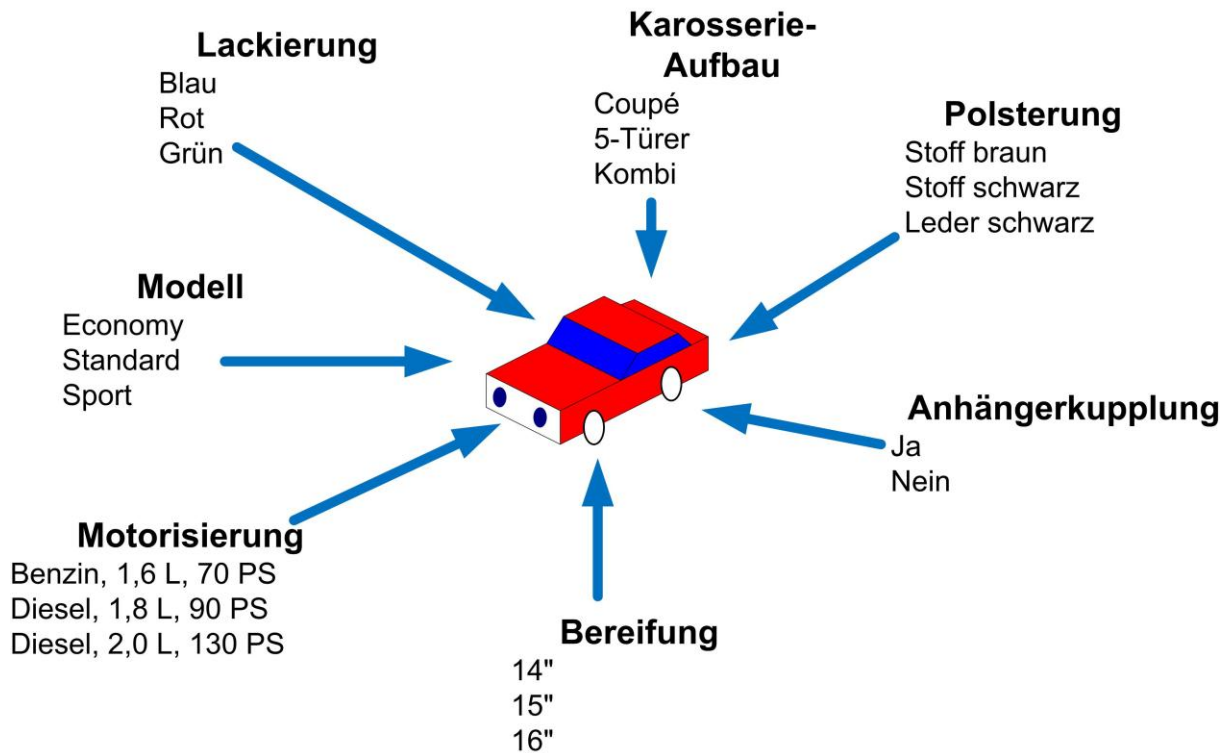 Lackierung
Blau
Rot
Grün
Karosserie-
Aufbau
Coupé
5-Türer
Kombi
Polsterung
Stoff braun
Stoff schwarz
Leder schwarz
Modell
Economy
Standard
Sport
Anhängerkupplung
Ja
Nein
Motorisierung
Benzin, 1,6 L, 70 PS
Diesel, 1,8 L, 90 PS
Diesel, 2,0 L, 130 PS
Bereifung
14"
15"
16"